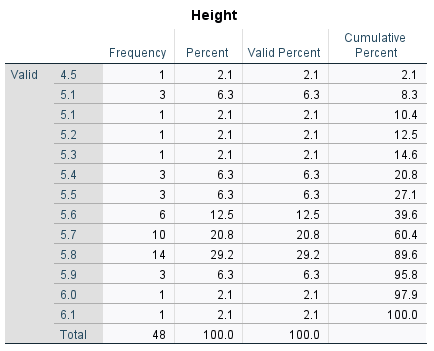 Height
Frequency Percent Valid Percent Cumulative Percent
Valid 4.5 1 2.1 2.1 2.1
5.1 3 6.3 6.3 8.3
5.1 1 2.1 2.1 10.4
5.2 1 2.1 2.1 12.5
5.3 1 2.1 2.1 14.6
5.4 3 6.3 6.3 20.8
5.5 3 6.3 6.3 27.1
5.6 6 12.5 12.5 39.6
5.7 10 20.8 20.8 60.4
5.8 14 29.2 29.2 89.6
5.9 3 6.3 6.3 95.8
6.0 1 2.1 2.1 97.9
6.1 1 2.1 2.1 100.0
Total 48 100.0 100.0